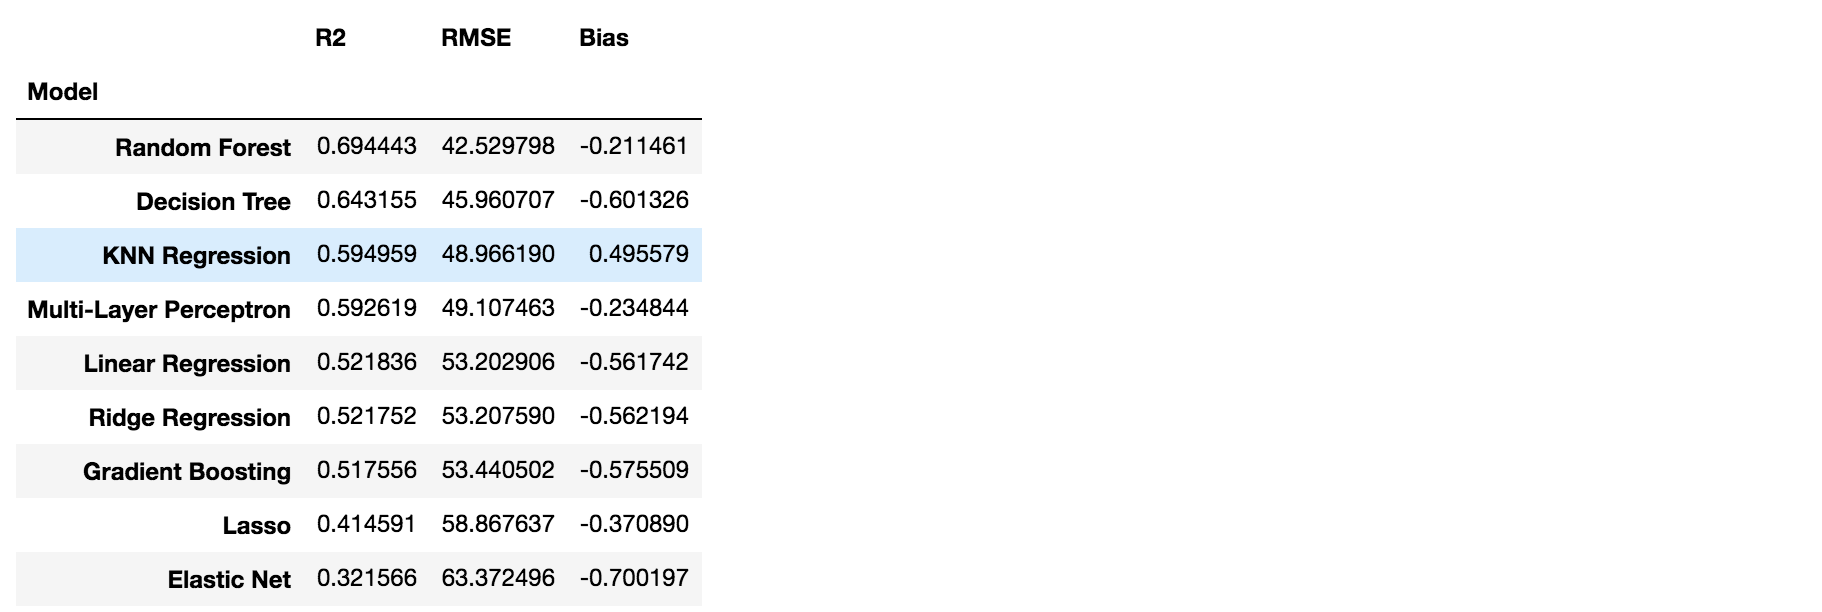 R2 RMSE Bias
Model
Random Forest 0.694443 42.529798 -0.211461
Decision Tree 0.643155 45.960707 -0.601326
KNN Regression 0.594959 48.966190 0.495579
Multi-Layer Perceptron 0.592619 49.107463 -0.234844
Linear Regression 0.521836 53.202906 -0.561742
Ridge Regression 0.521752 53.207590 -0.562194
Gradient Boosting 0.517556 53.440502 -0.575509
Lasso 0.414591 58.867637 -0.370890
Elastic Net 0.321566 63.372496 -0.700197